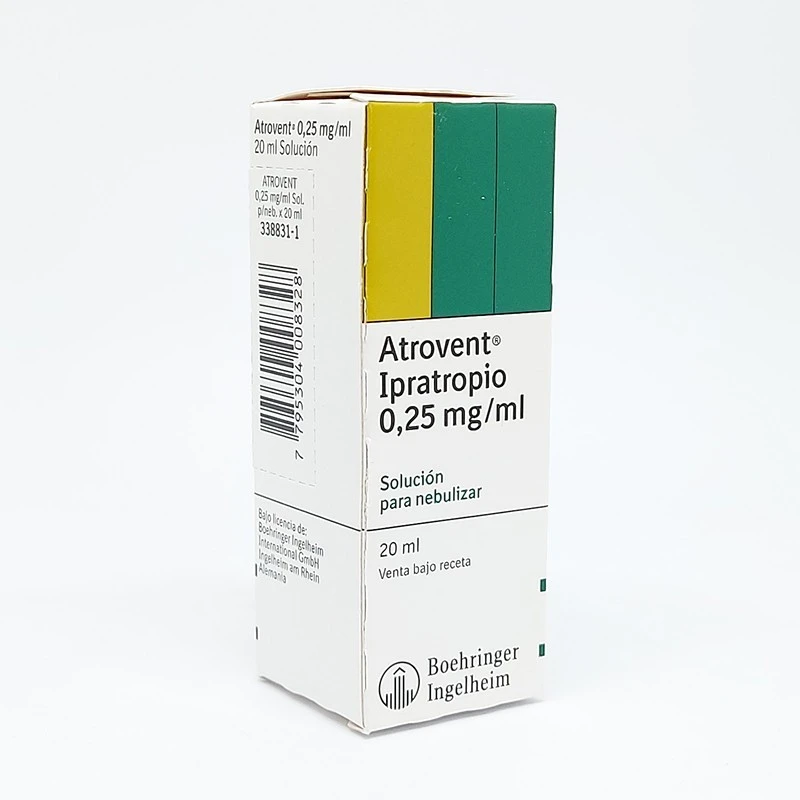 Atrovent® 0,25 mg/ml
20 ml Solución
ATROVENT
0,25 mg/ml Sol.
p/neb. x 20 ml
338831-1
7 795304 008328
Bajo licencia de:
Boehringer Ingelheim
International GmbH
Ingelheim am Rhein
Alemania
Atrovent®
Ipratropio
0,25 mg/ml
Solución
para nebulizar
20 ml
Venta bajo receta
Boehringer
Ingelheim